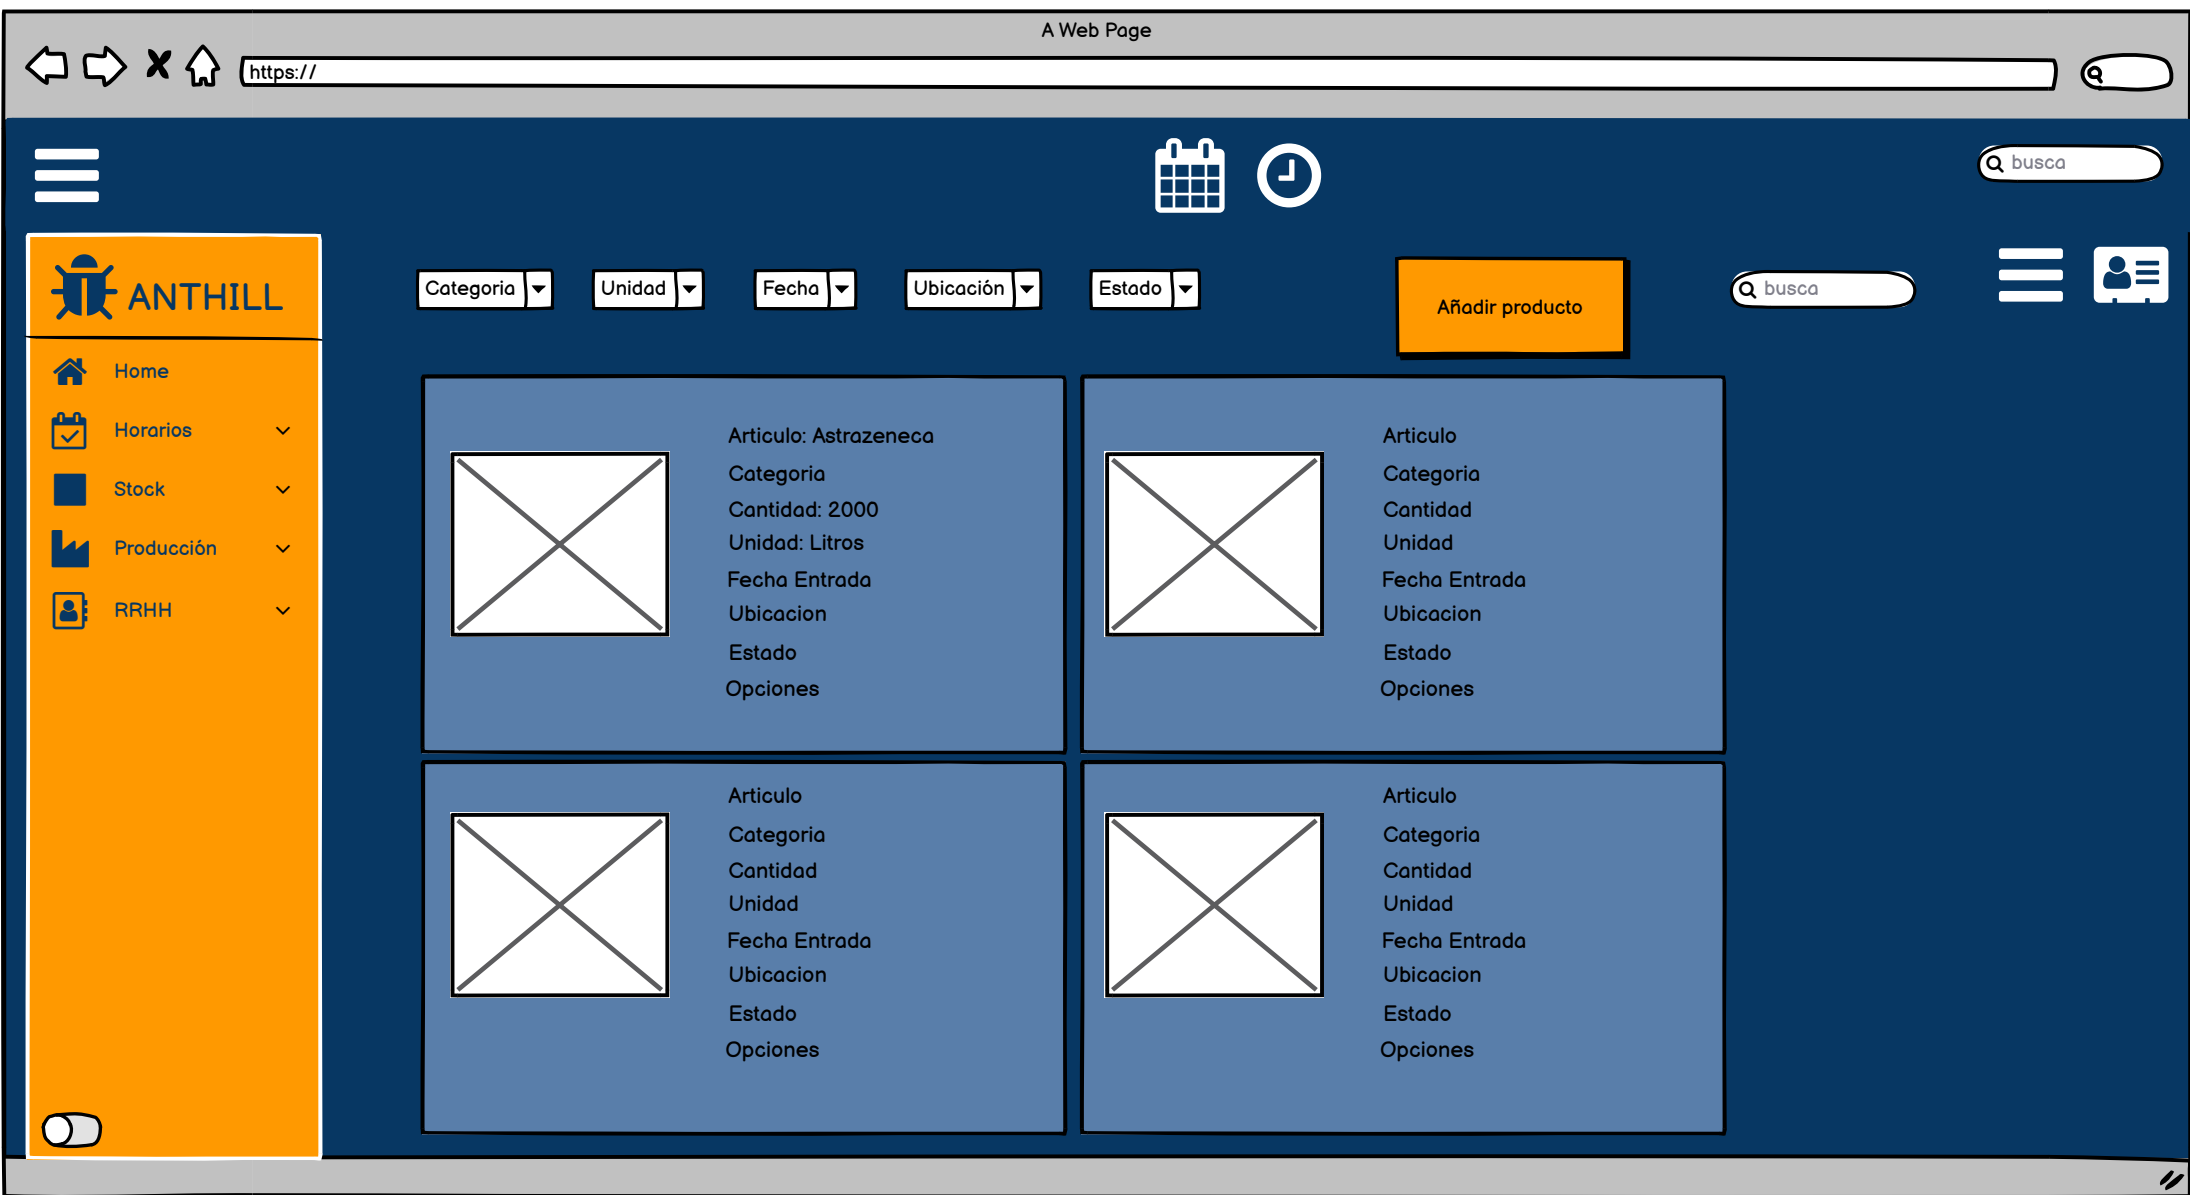 A Web Page
https://
busca
ANTHILL
Categoria
Unidad
Fecha
Ubicación
Estado
Añadir producto
busca
Home
Horarios
Stock
Producción
RRHH
Articulo: Astrazeneca
Categoria
Cantidad: 2000
Unidad: Litros
Fecha Entrada
Ubicacion
Estado
Opciones
Articulo
Categoria
Cantidad
Unidad
Fecha Entrada
Ubicacion
Estado
Opciones
Articulo
Categoria
Cantidad
Unidad
Fecha Entrada
Ubicacion
Estado
Opciones
Articulo
Categoria
Cantidad
Unidad
Fecha Entrada
Ubicacion
Estado
Opciones